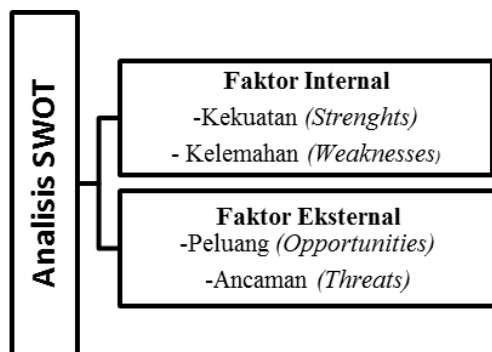 Analisis SWOT
Faktor Internal
-Kekuatan (Strenghts)
- Kelemahan (Weaknesses)
Faktor Eksternal
-Peluang (Opportunities)
-Ancaman (Threats)